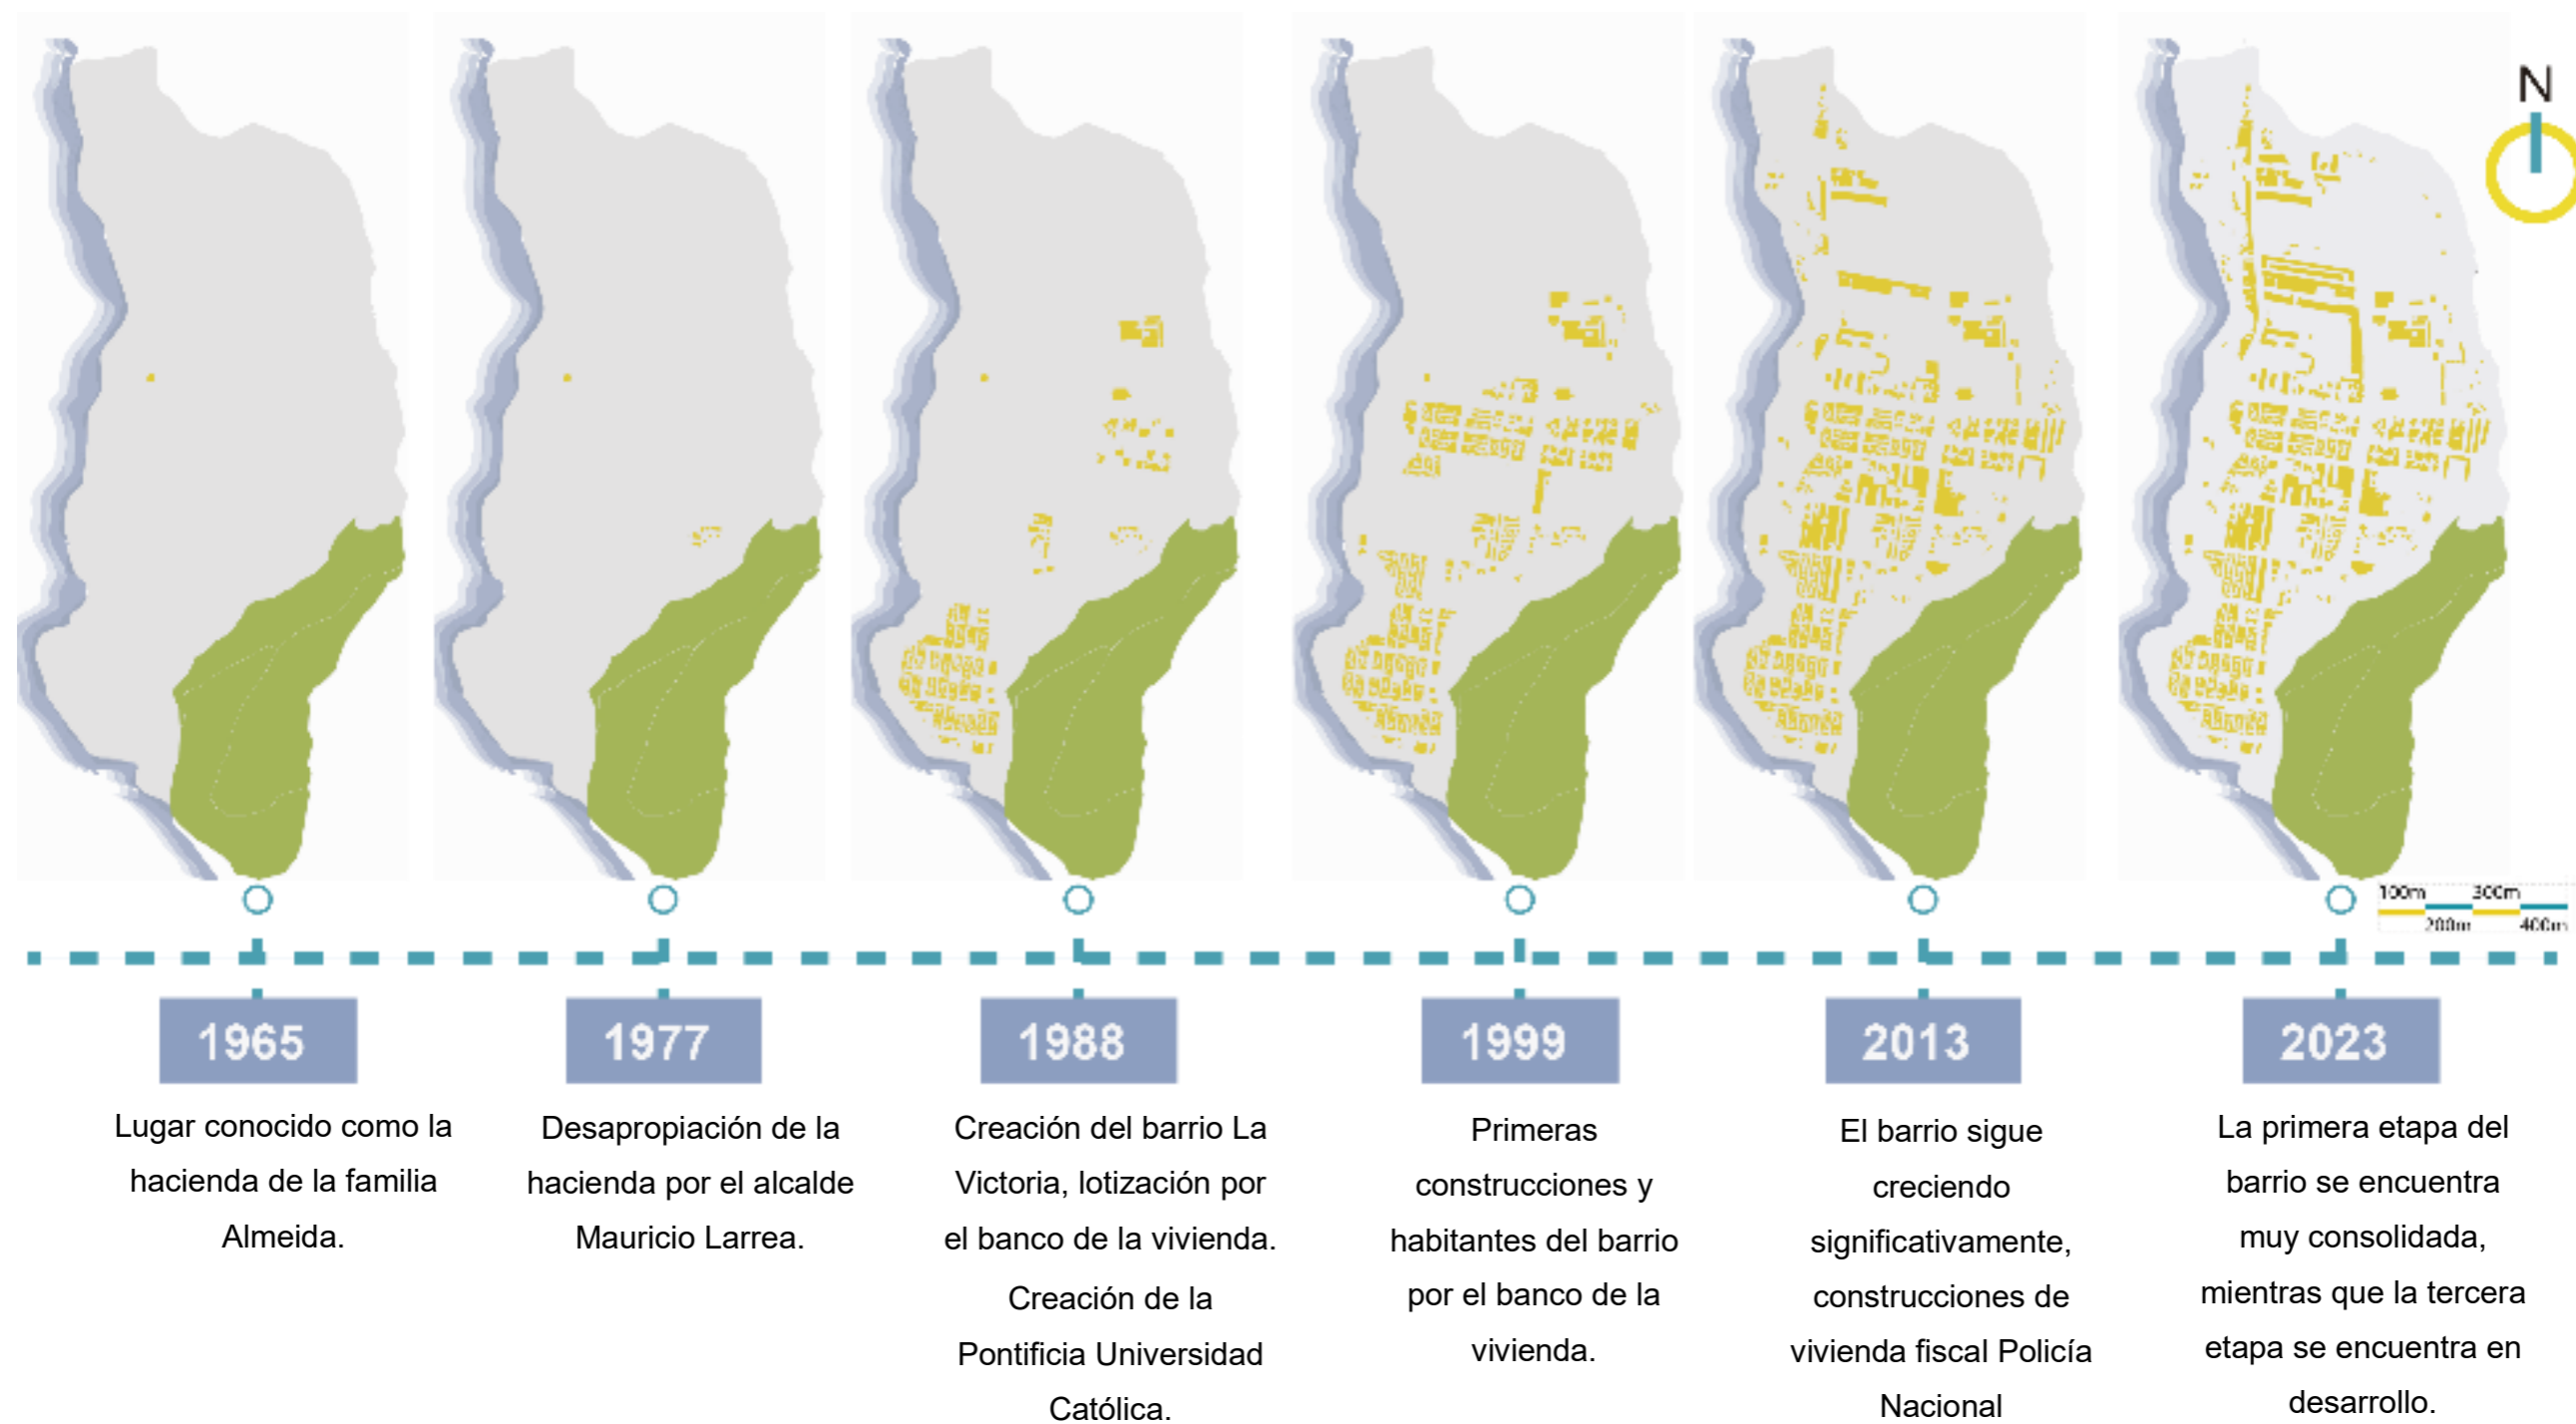 N
100m 300m
200m 400m
1965
Lugar conocido como la
hacienda de la familia
Almeida.
1977
Desapropiación de la
hacienda por el alcalde
Mauricio Larrea.
1988
Creación del barrio La
Victoria, lotización por
el banco de la vivienda.
Creación de la
Pontificia Universidad
Católica.
1999
Primeras
construcciones y
habitantes del barrio
por el banco de la
vivienda.
2013
El barrio sigue
creciendo
significativamente,
construcciones de
vivienda fiscal Policía
Nacional
2023
La primera etapa del
barrio se encuentra
muy consolidada,
mientras que la tercera
etapa se encuentra en
desarrollo.